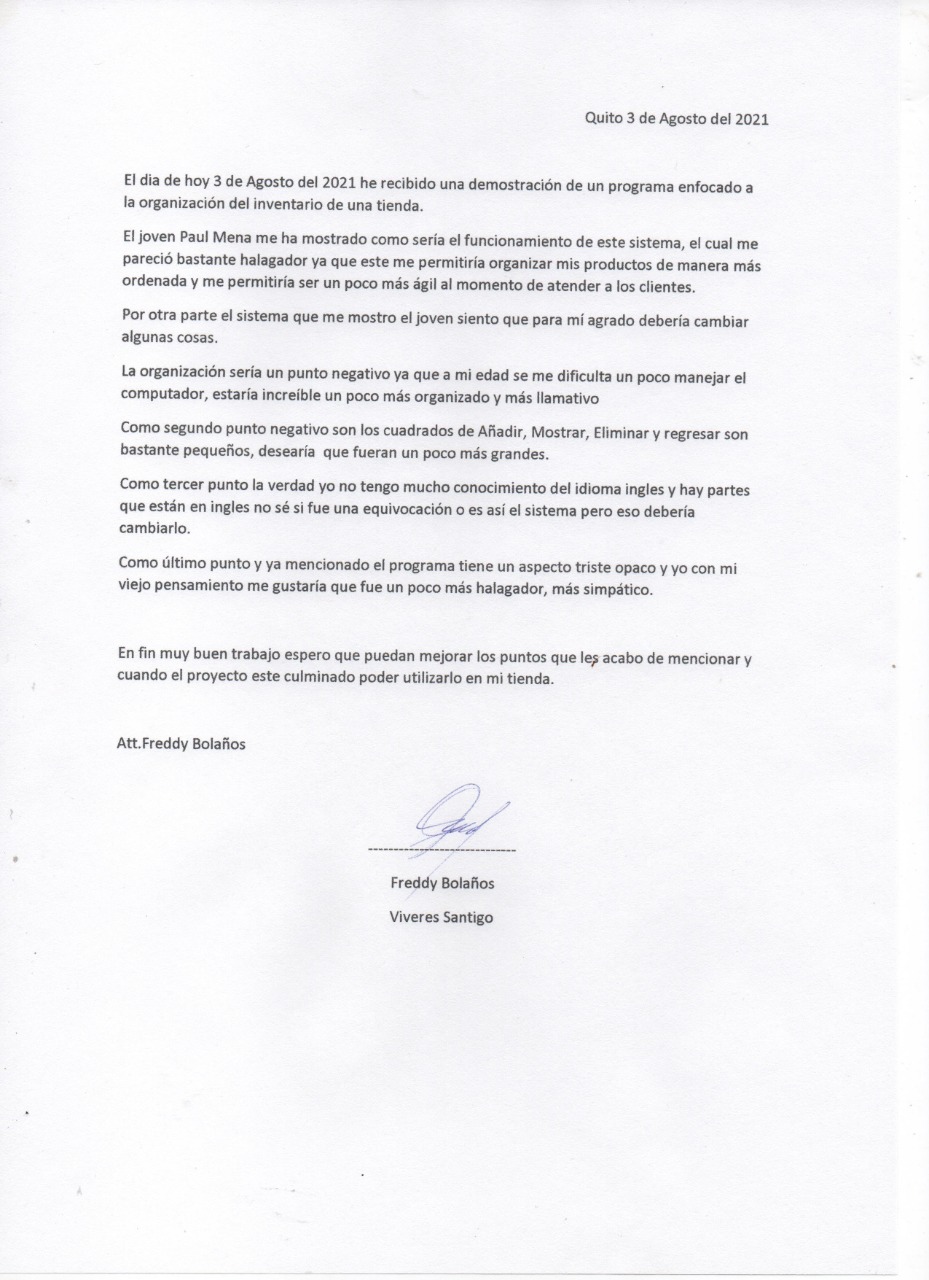 Quito 3 de Agosto del 2021
El dia de hoy 3 de Agosto del 2021 he recibido una demostración de un programa enfocado a
la organización del inventario de una tienda.
El joven Paul Mena me ha mostrado como sería el funcionamiento de este sistema, el cual me
pareció bastante halagador ya que este me permitiría organizar mis productos de manera más
ordenada y me permitiría ser un poco más ágil al momento de atender a los clientes.
Por otra parte el sistema que me mostro el joven siento que para mí agrado debería cambiar
algunas cosas.
La organización sería un punto negativo ya que a mi edad se me dificulta un poco manejar el
computador, estaría increíble un poco más organizado y más llamativo
Como segundo punto negativo son los cuadrados de Añadir, Mostrar, Eliminar y regresar son
bastante pequeños, desearía  que fueran un poco más grandes.
Como tercer punto la verdad yo no tengo mucho conocimiento del idioma ingles y hay partes
que están en ingles no sé si fue una equivocación o es así el sistema pero eso debería
cambiarlo.
Como último punto y ya mencionado el programa tiene un aspecto triste opaco y yo con mi
viejo pensamiento me gustaría que fue un poco más halagador, más simpático.
En fin muy buen trabajo espero que puedan mejorar los puntos que les acabo de mencionar y
cuando el proyecto este culminado poder utilizarlo en mi tienda.
Att.Freddy Bolaños
Freddy Bolaños
Viveres Santigo